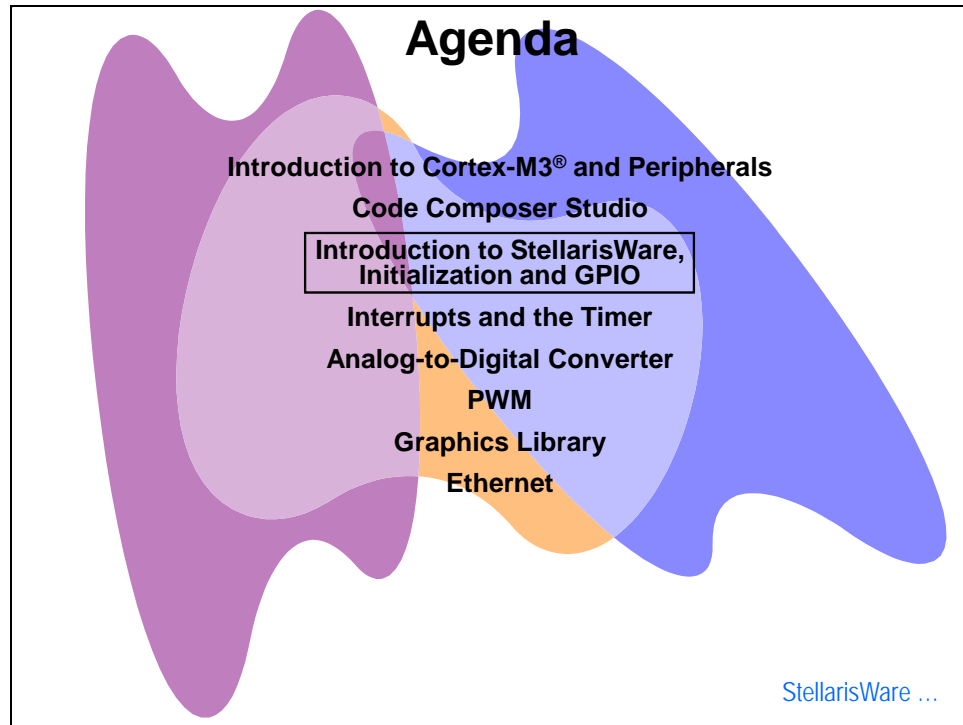 Agenda
Introduction to Cortex-M3® and Peripherals
Code Composer Studio
Introduction to StellarisWare,
Initialization and GPIO
Interrupts and the Timer
Analog-to-Digital Converter
PWM
Graphics Library
Ethernet
StellarisWare …